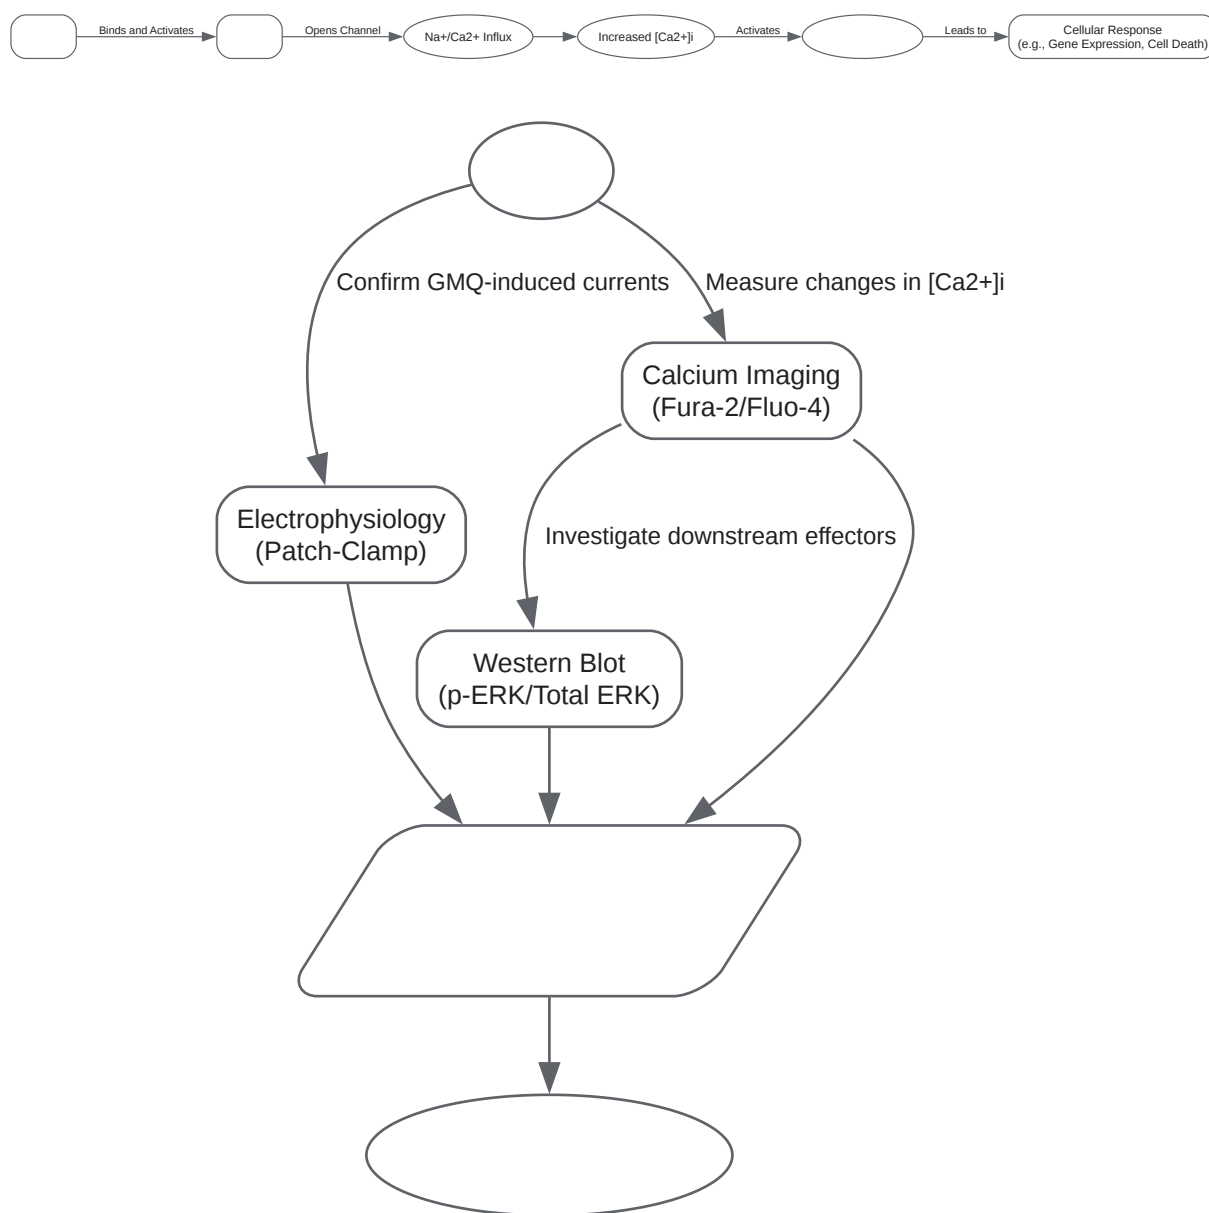 Binds and Activates
Opens Channel
Na+/Ca2+ Influx
Increased [Ca2+]i
Activates
Leads to
Cellular Response
(e.g., Gene Expression, Cell Death)
Confirm GMQ-induced currents
Measure changes in [Ca2+]i
Calcium Imaging
(Fura-2/Fluo-4)
Electrophysiology
(Patch-Clamp)
Investigate downstream effectors
Western Blot
(p-ERK/Total ERK)